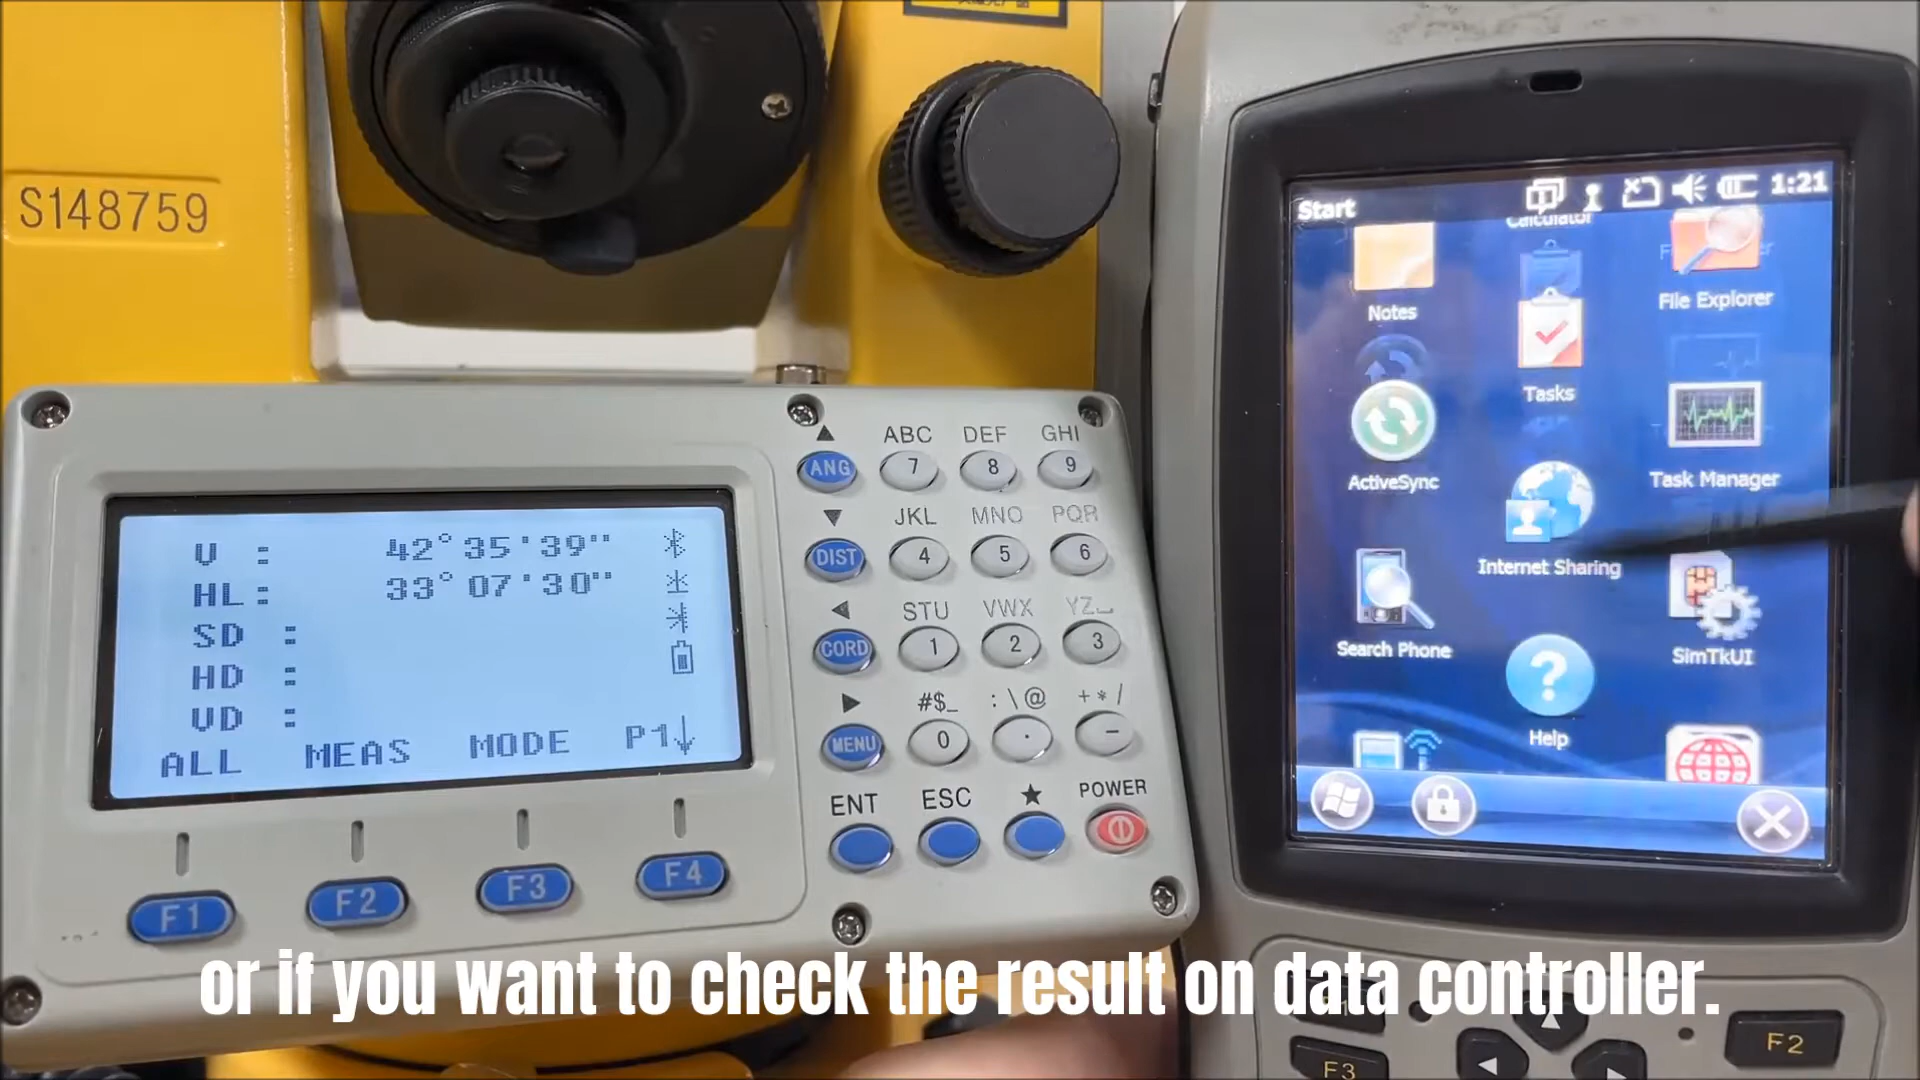 S148759
V : 42°35'39"
HL: 33°07'30"
SD :
HD :
VD :
ALL MEAS MODE P1↓
F1 F2 F3 F4
ABC DEF GHI
ANG 7 8 9
JKL MNO PQR
DIST 4 5 6
STU VWX YZ
CORD 1 2 3
#$_ :\@ +*/
MENU 0 . -
ENT ESC ★ POWER
Start 1:21
Calculator
Notes
File Explorer
Tasks
ActiveSync
Task Manager
Internet Sharing
Search Phone
SimTkUI
Help
or if you want to check the result on data controller.
F2
F3